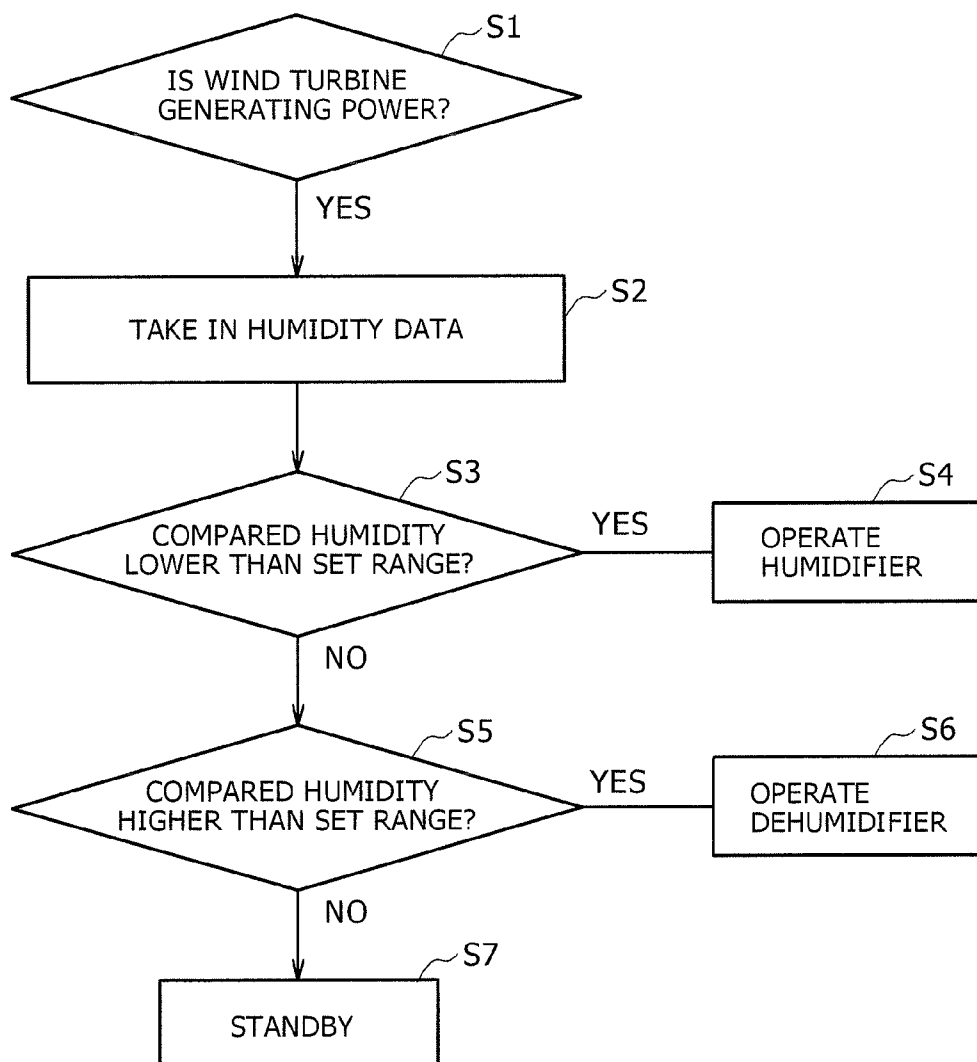 S1
IS WIND TURBINE
GENERATING POWER?
YES
S2
TAKE IN HUMIDITY DATA
S3
COMPARED HUMIDITY
LOWER THAN SET RANGE?
YES
S4
OPERATE
HUMIDIFIER
NO
S5
COMPARED HUMIDITY
HIGHER THAN SET RANGE?
YES
S6
OPERATE
DEHUMIDIFIER
NO
S7
STANDBY